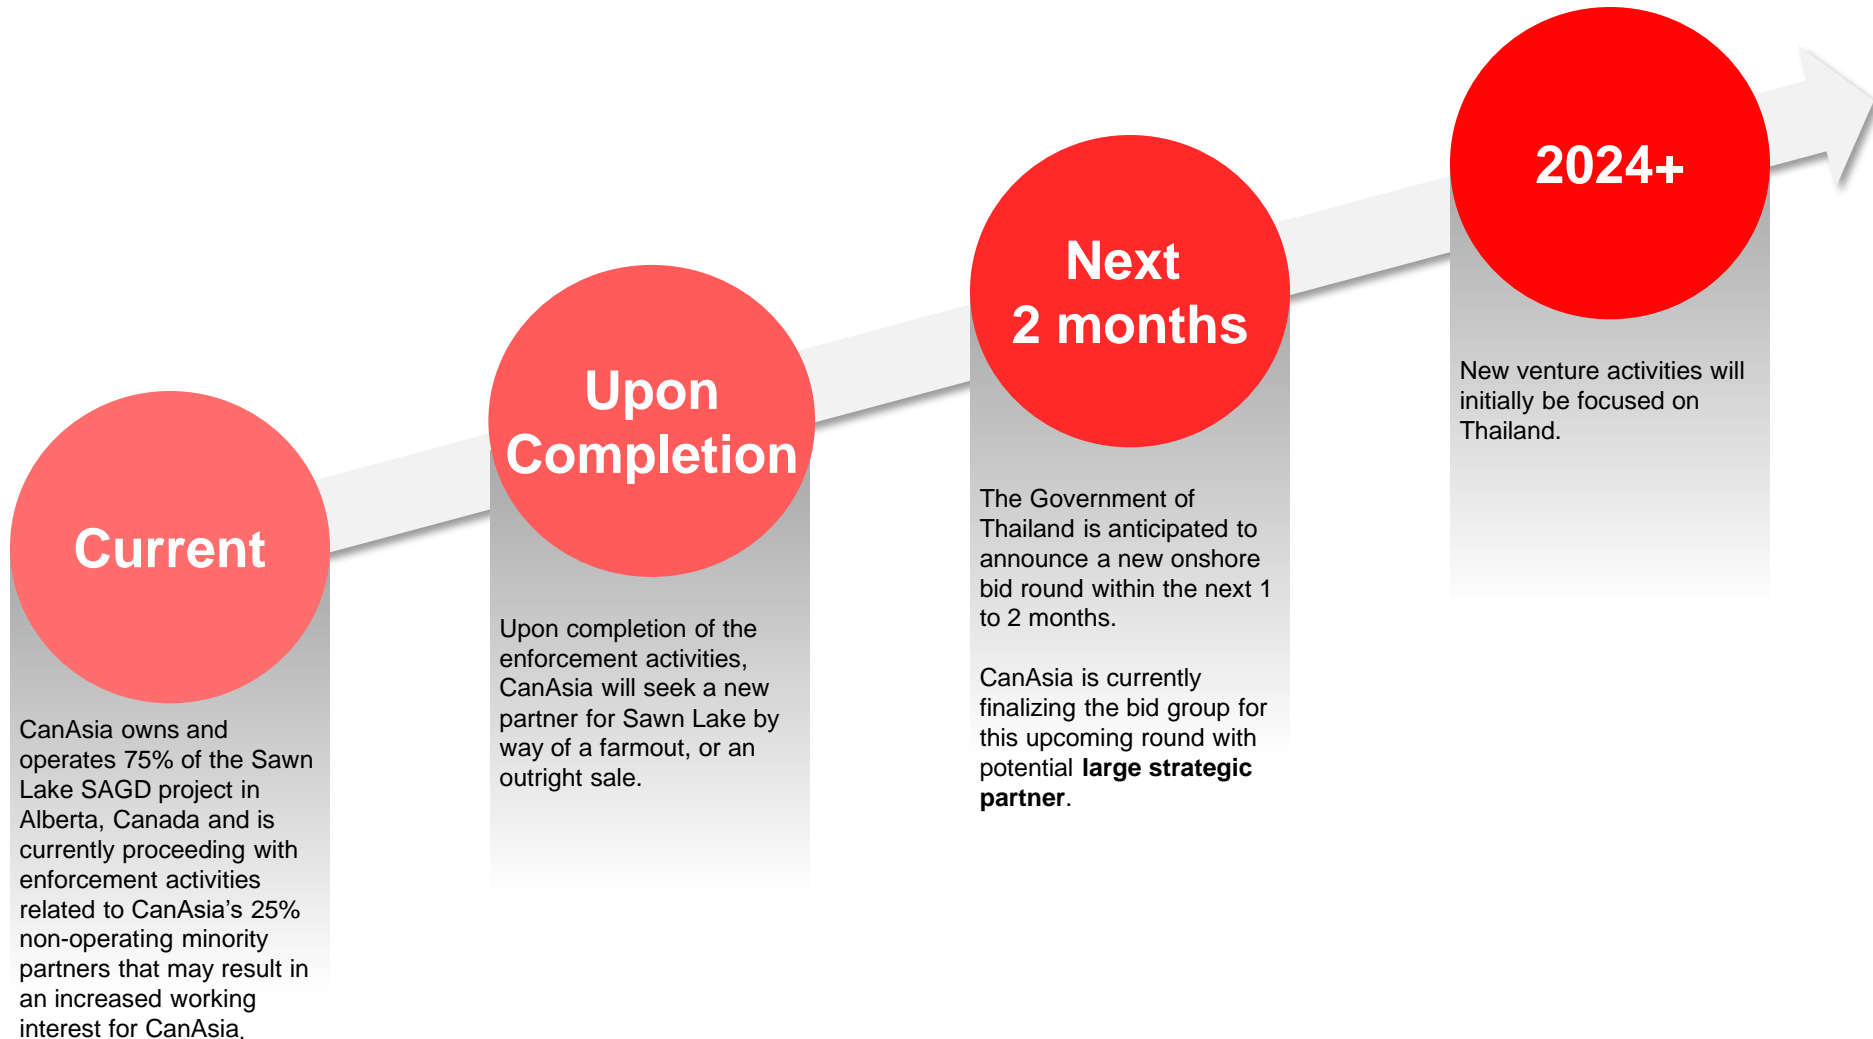 Current
CanAsia owns and
operates 75% of the Sawn
Lake SAGD project in
Alberta, Canada and is
currently proceeding with
enforcement activities
related to CanAsia’s 25%
non-operating minority
partners that may result in
an increased working
interest for CanAsia.
Upon
Completion
Upon completion of the
enforcement activities,
CanAsia will seek a new
partner for Sawn Lake by
way of a farmout, or an
outright sale.
Next
2 months
The Government of
Thailand is anticipated to
announce a new onshore
bid round within the next 1
to 2 months.
CanAsia is currently
finalizing the bid group for
this upcoming round with
potential large strategic
partner.
2024+
New venture activities will
initially be focused on
Thailand.